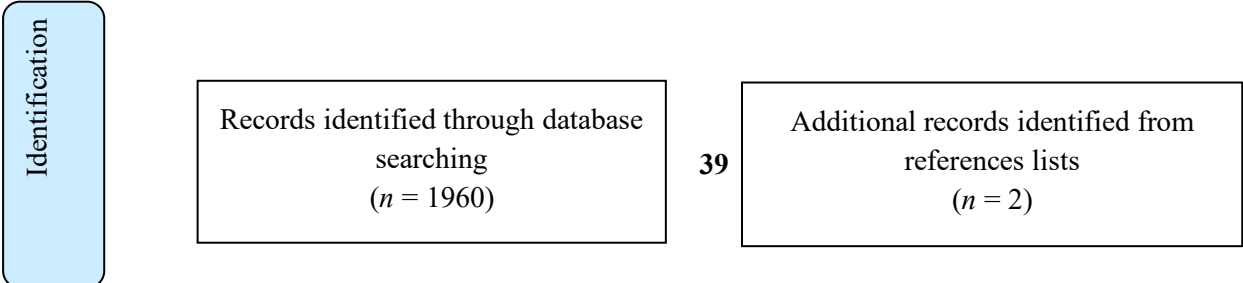 Identification
Records identified through database
searching
(n = 1960)
39
Additional records identified from
references lists
(n = 2)